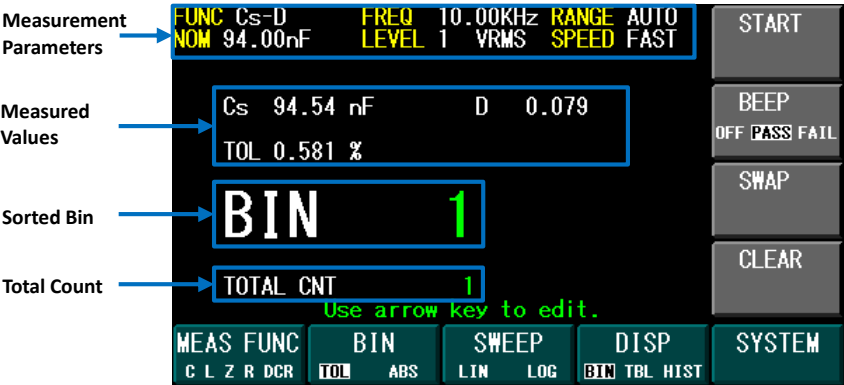 Measurement Parameters
FUNC Cs-D FREQ 10.00KHz RANGE AUTO
NOM 94.00nF LEVEL 1 VRMS SPEED FAST
START
Measured Values
Cs 94.54 nF D 0.079
TOL 0.581 %
BEEP
OFF PASS FAIL
SWAP
Sorted Bin
BIN 1
CLEAR
Total Count
TOTAL CNT 1
Use arrow key to edit.
MEAS FUNC BIN SWEEP DISP SYSTEM
C L Z R DCR TOL ABS LIN LOG BIN TBL HIST